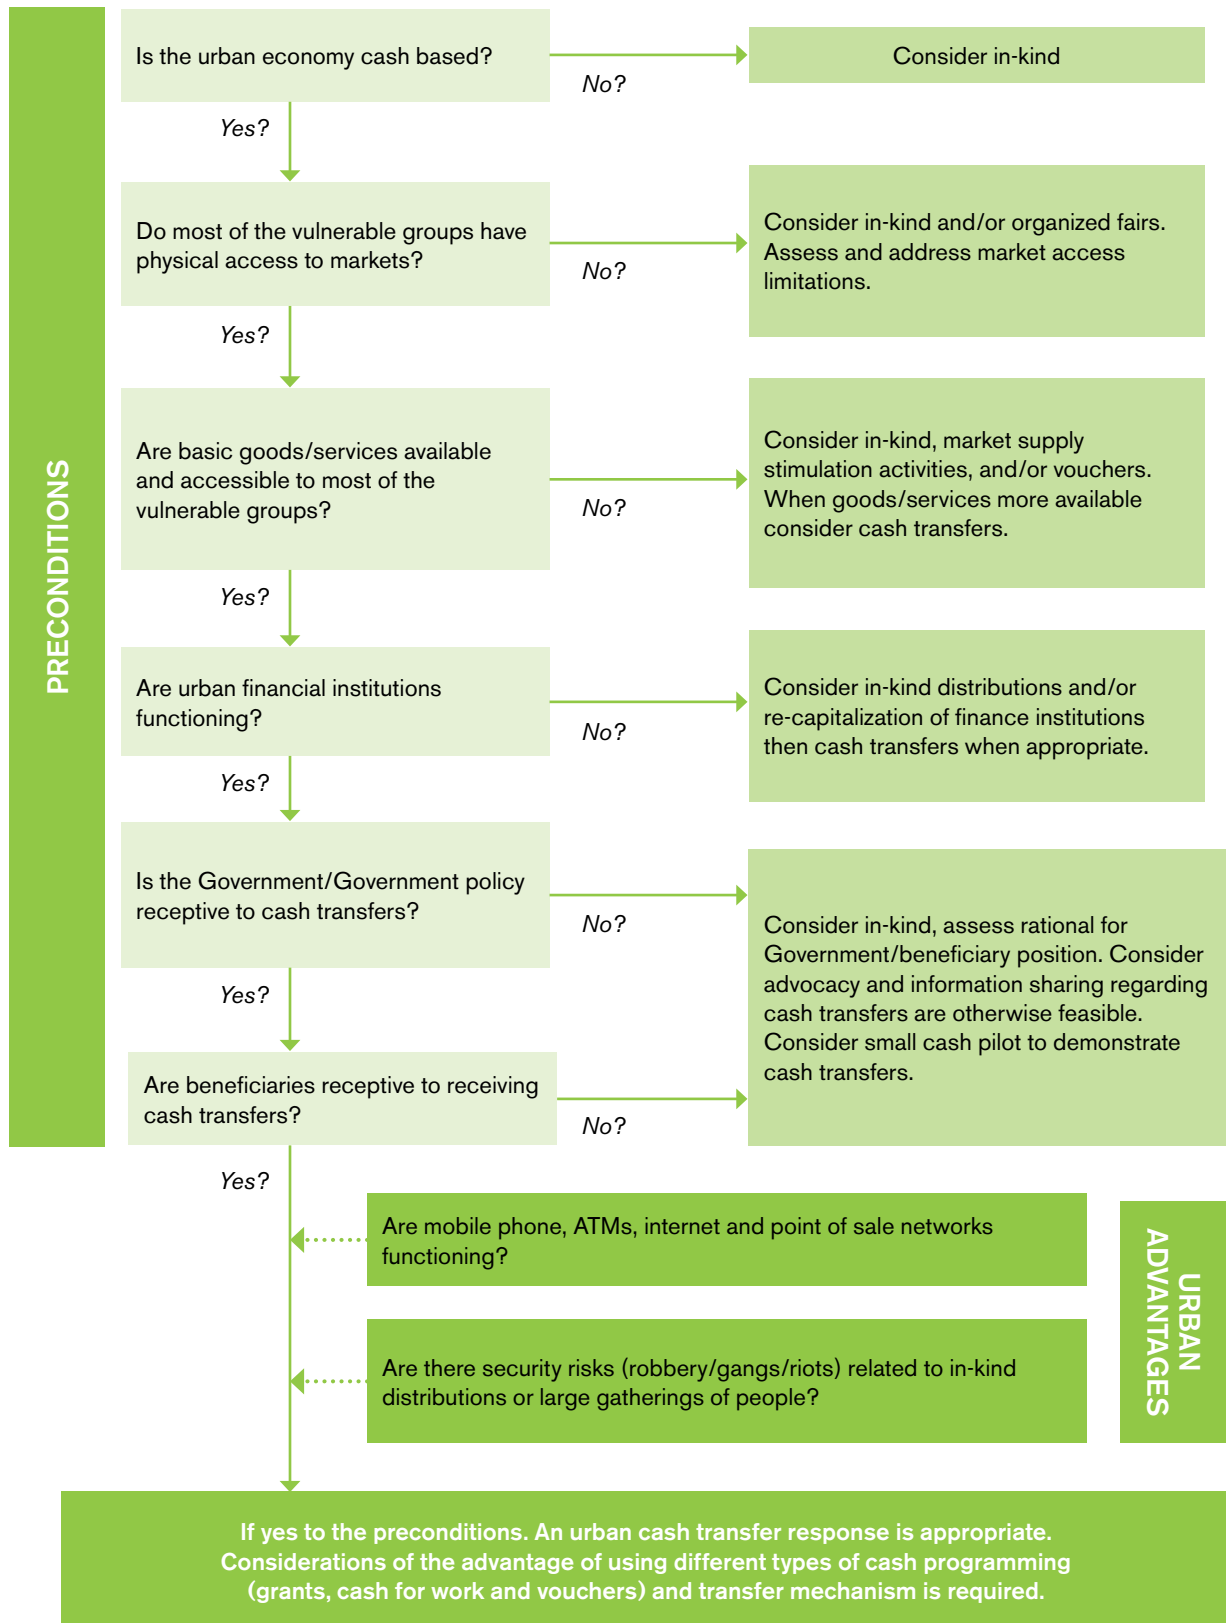 PRECONDITIONS
Is the urban economy cash based?
No?
Consider in-kind
Yes?
Do most of the vulnerable groups have
physical access to markets?
No?
Consider in-kind and/or organized fairs.
Assess and address market access
limitations.
Yes?
Are basic goods/services available
and accessible to most of the
vulnerable groups?
No?
Consider in-kind, market supply
stimulation activities, and/or vouchers.
When goods/services more available
consider cash transfers.
Yes?
Are urban financial institutions
functioning?
No?
Consider in-kind distributions and/or
re-capitalization of finance institutions
then cash transfers when appropriate.
Yes?
Is the Government/Government policy
receptive to cash transfers?
No?
Consider in-kind, assess rational for
Government/beneficiary position. Consider
advocacy and information sharing regarding
cash transfers are otherwise feasible.
Consider small cash pilot to demonstrate
cash transfers.
Yes?
Are beneficiaries receptive to receiving
cash transfers?
No?
Yes?
URBAN
ADVANTAGES
Are mobile phone, ATMs, internet and point of sale networks
functioning?
Are there security risks (robbery/gangs/riots) related to in-kind
distributions or large gatherings of people?
If yes to the preconditions. An urban cash transfer response is appropriate.
Considerations of the advantage of using different types of cash programming
(grants, cash for work and vouchers) and transfer mechanism is required.